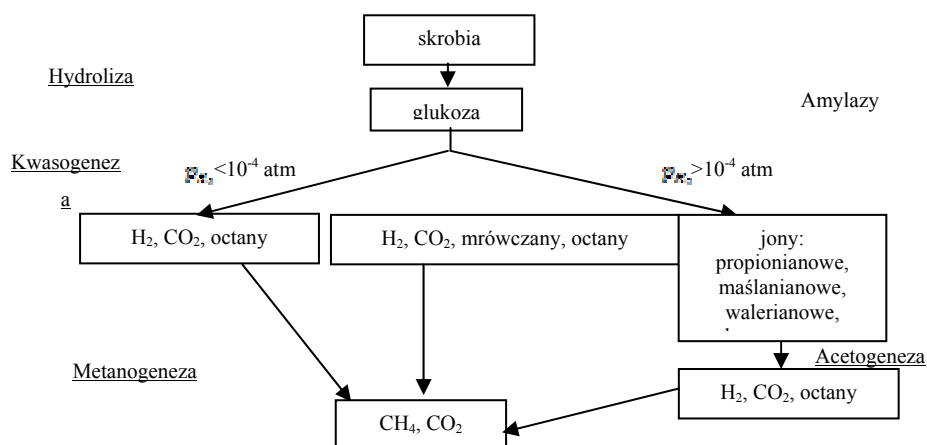 skrobia
Hydroliza
glukoza
Amylazy
Kwasogenez
a
<10⁻⁴ atm
>10⁻⁴ atm
H₂, CO₂, octany
H₂, CO₂, mrówczany, octany
jony:
propionianowe,
maślanianowe,
walerianowe,
Acetogeneza
Metanogeneza
H₂, CO₂, octany
CH₄, CO₂